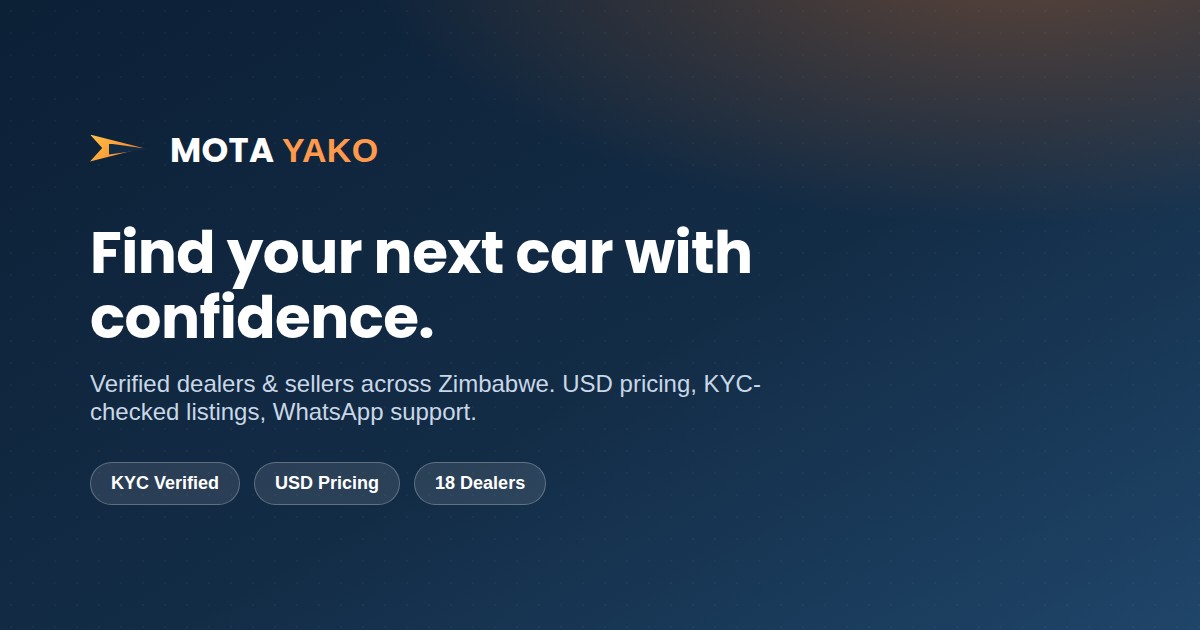 MOTA YAKO
Find your next car with
confidence.
Verified dealers & sellers across Zimbabwe. USD pricing, KYC-
checked listings, WhatsApp support.
KYC Verified
USD Pricing
18 Dealers